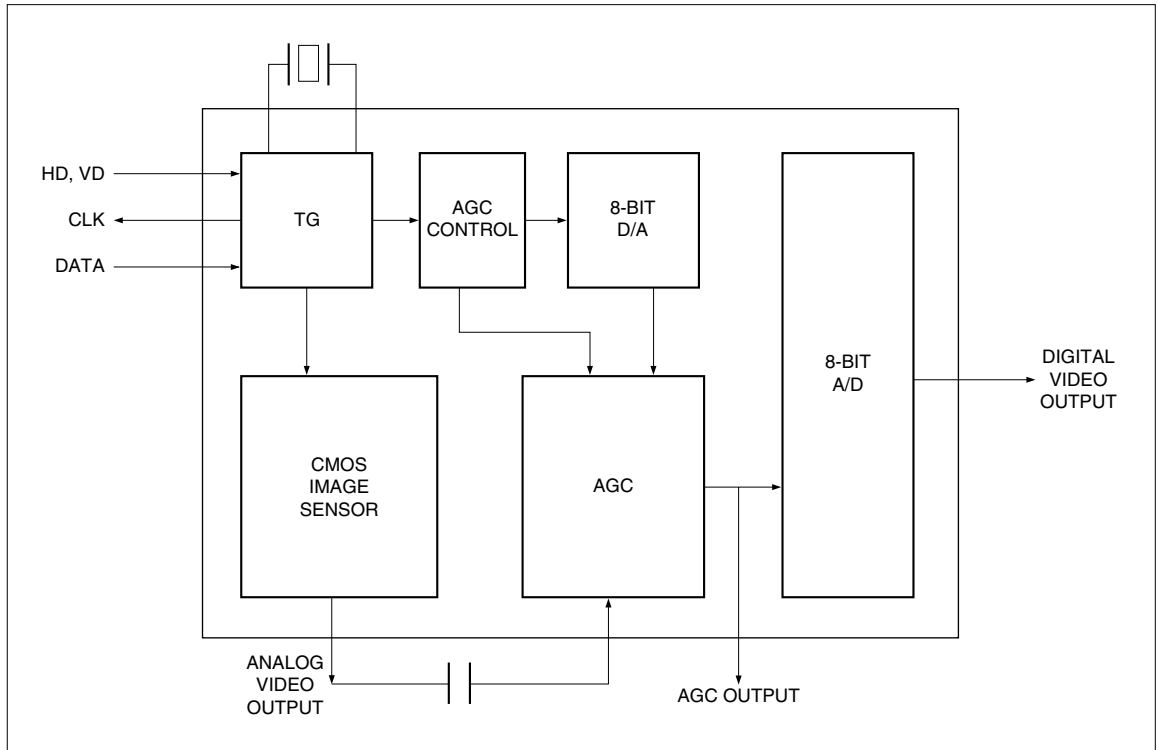 HD, VD
CLK
DATA
TG
AGC
CONTROL
8-BIT
D/A
8-BIT
A/D
DIGITAL
VIDEO
OUTPUT
CMOS
IMAGE
SENSOR
AGC
ANALOG
VIDEO
OUTPUT
AGC OUTPUT